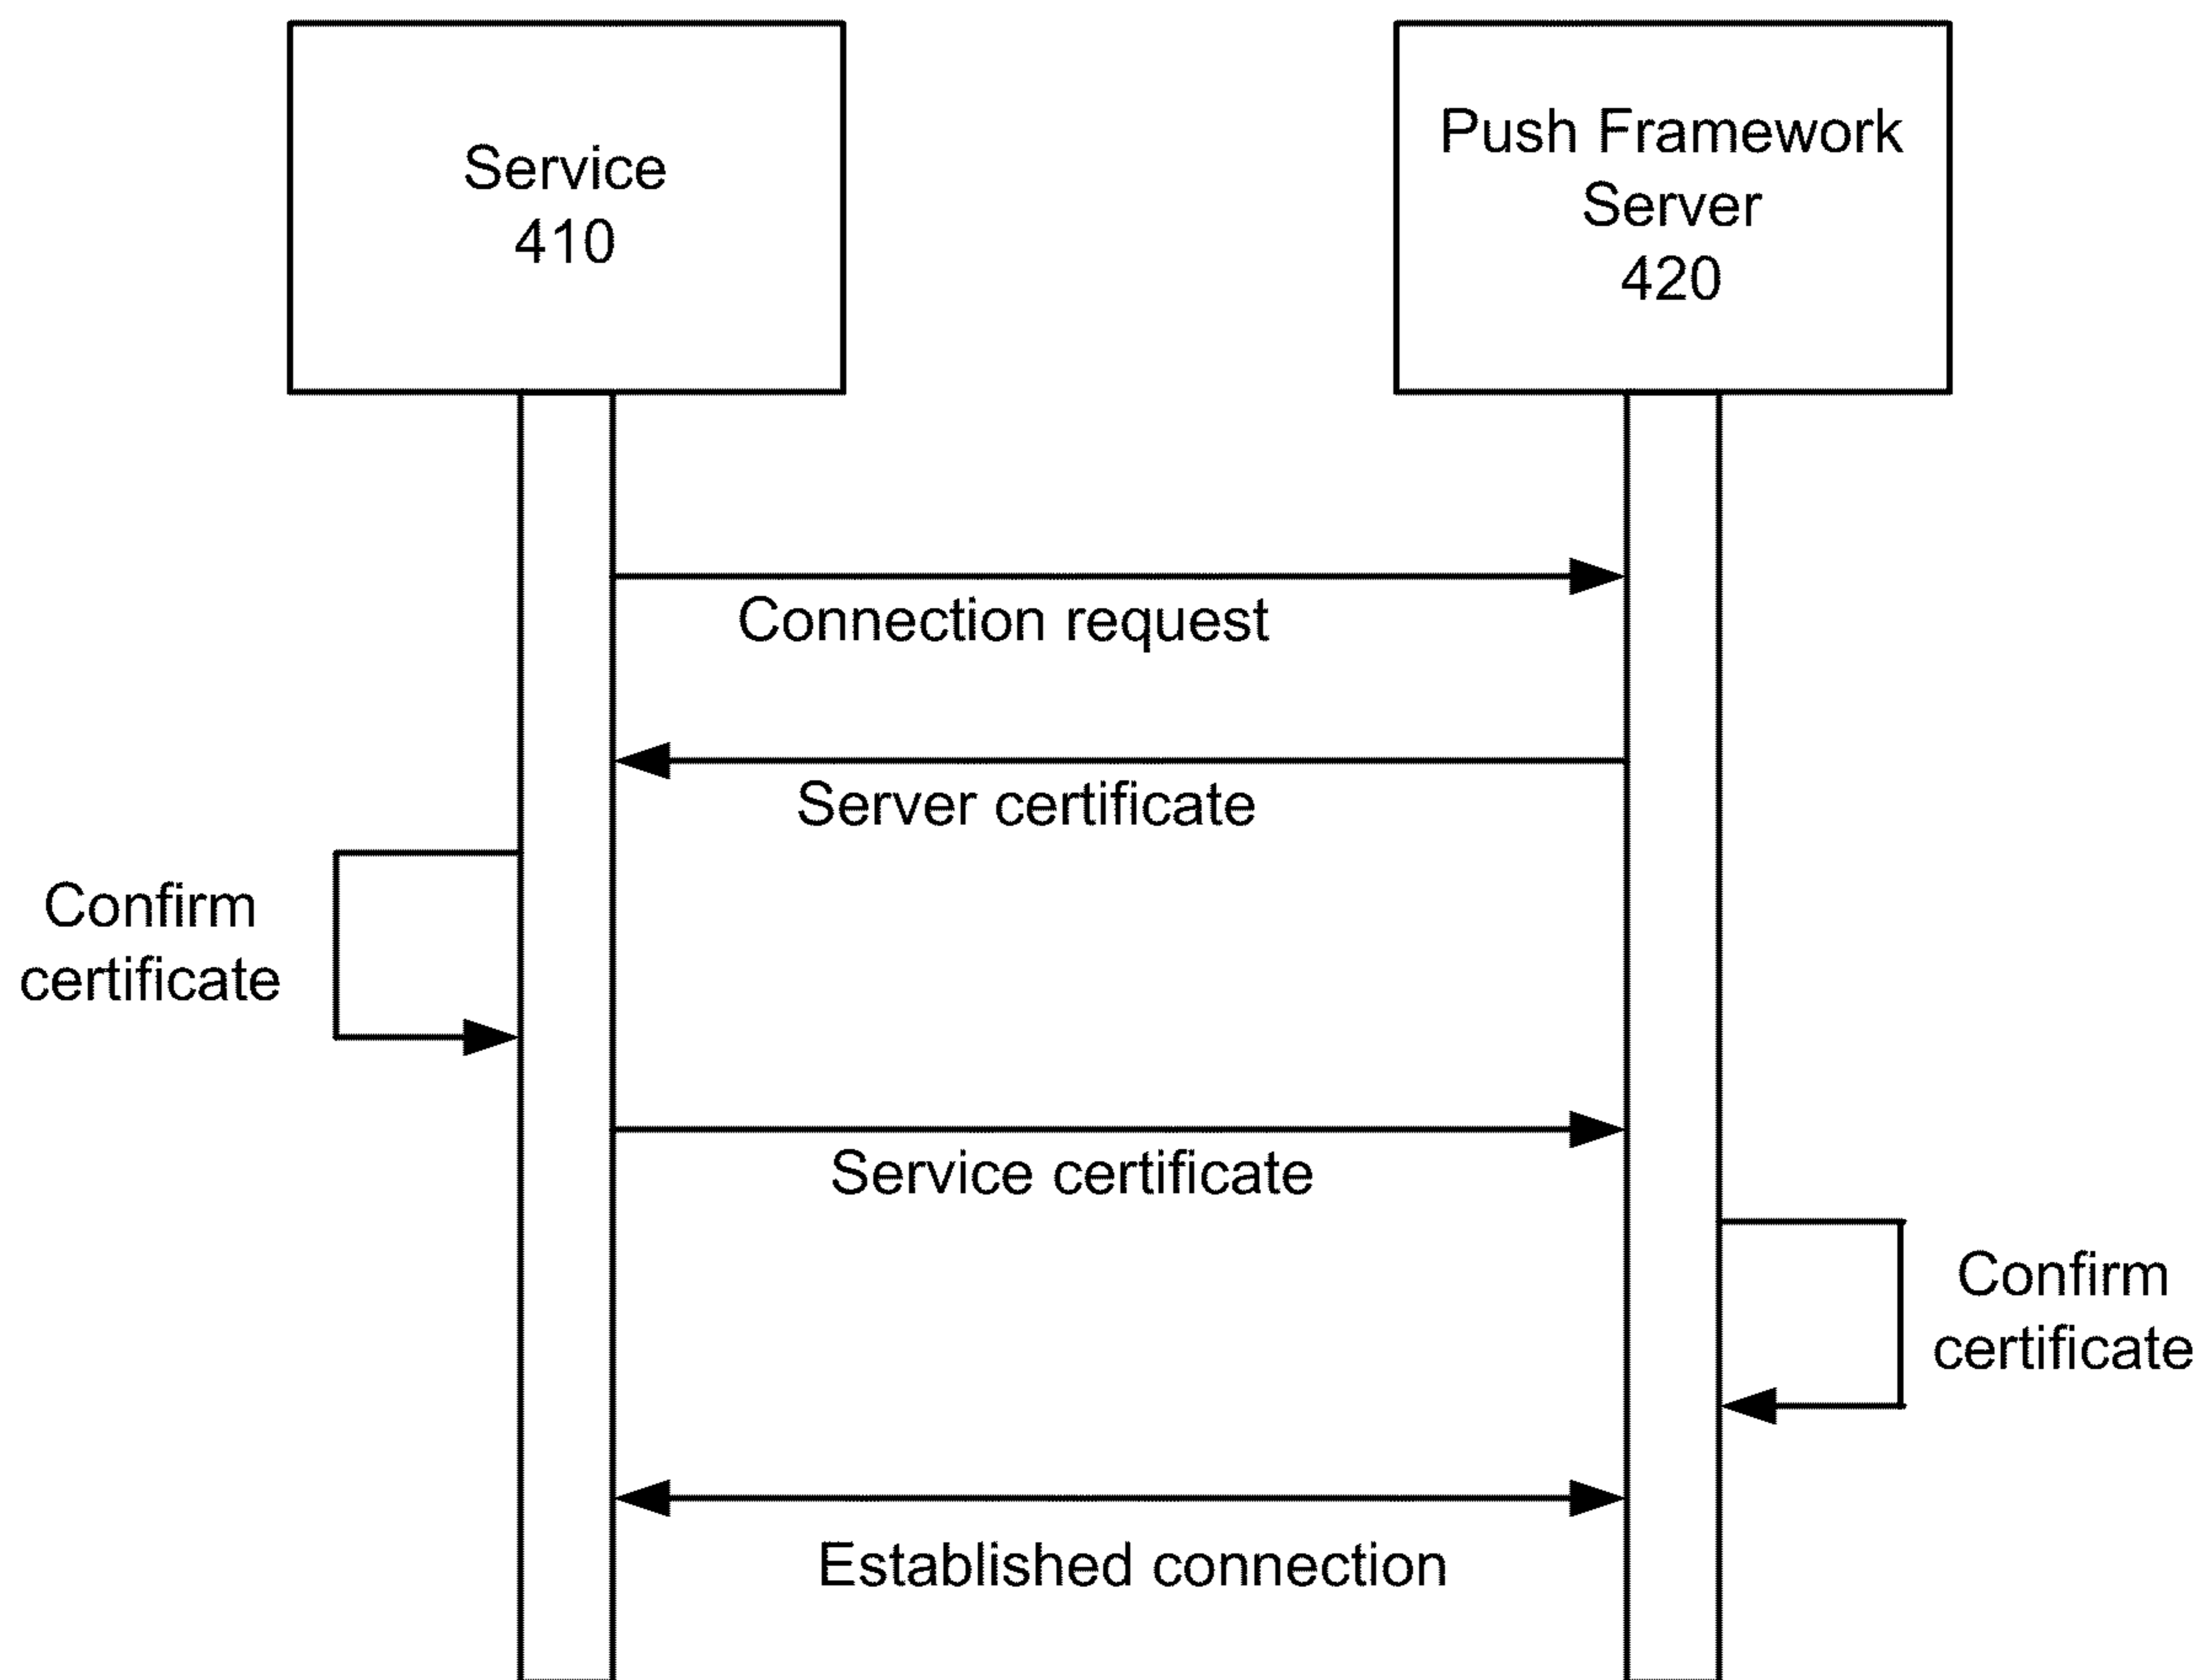 Service
410
Push Framework
Server
420
Connection request
Server certificate
Confirm
certificate
Service certificate
Confirm
certificate
Established connection